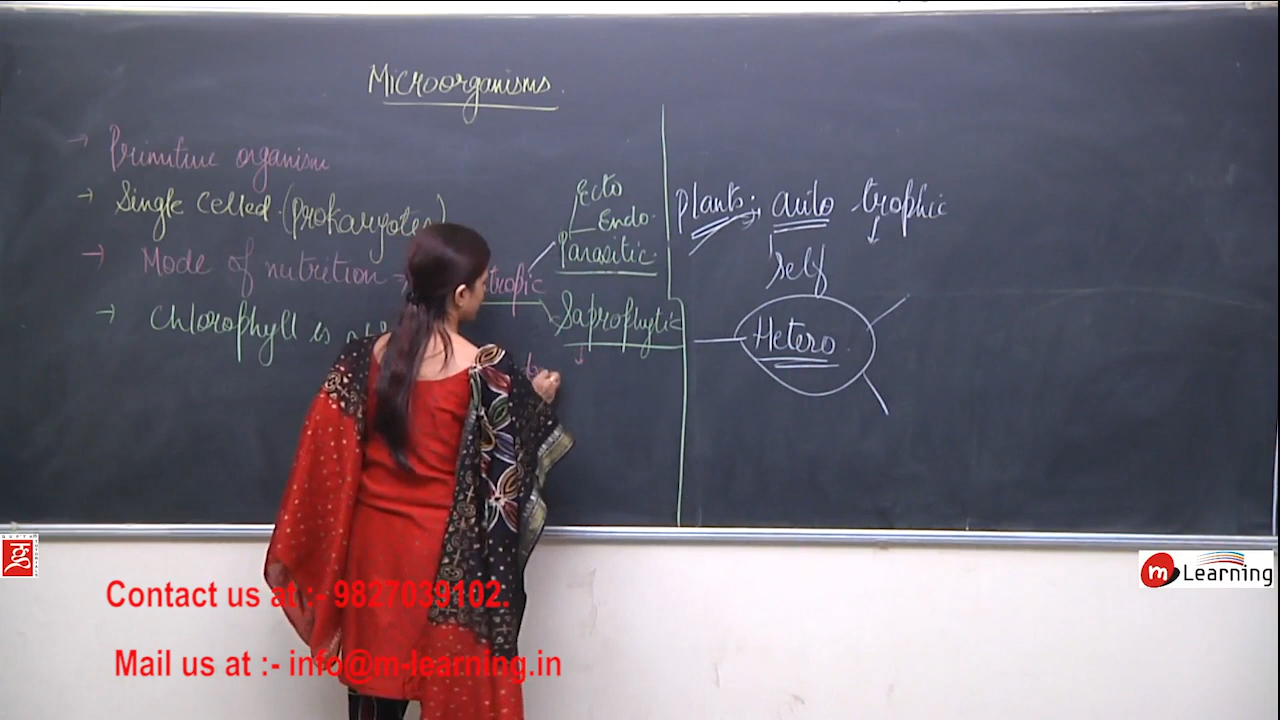 Microorganisms.
→ Primitive organism
→ Single celled. (prokaryotes)
→ Mode of nutrition → tropic
→ Chlorophyll is
Ecto
Endo.
Parasitic.
Saprophytic
Plants: auto trophic
Self
Hetero
Contact us at :- 9827039102.
Mail us at :- info@m-learning.in
m Learning